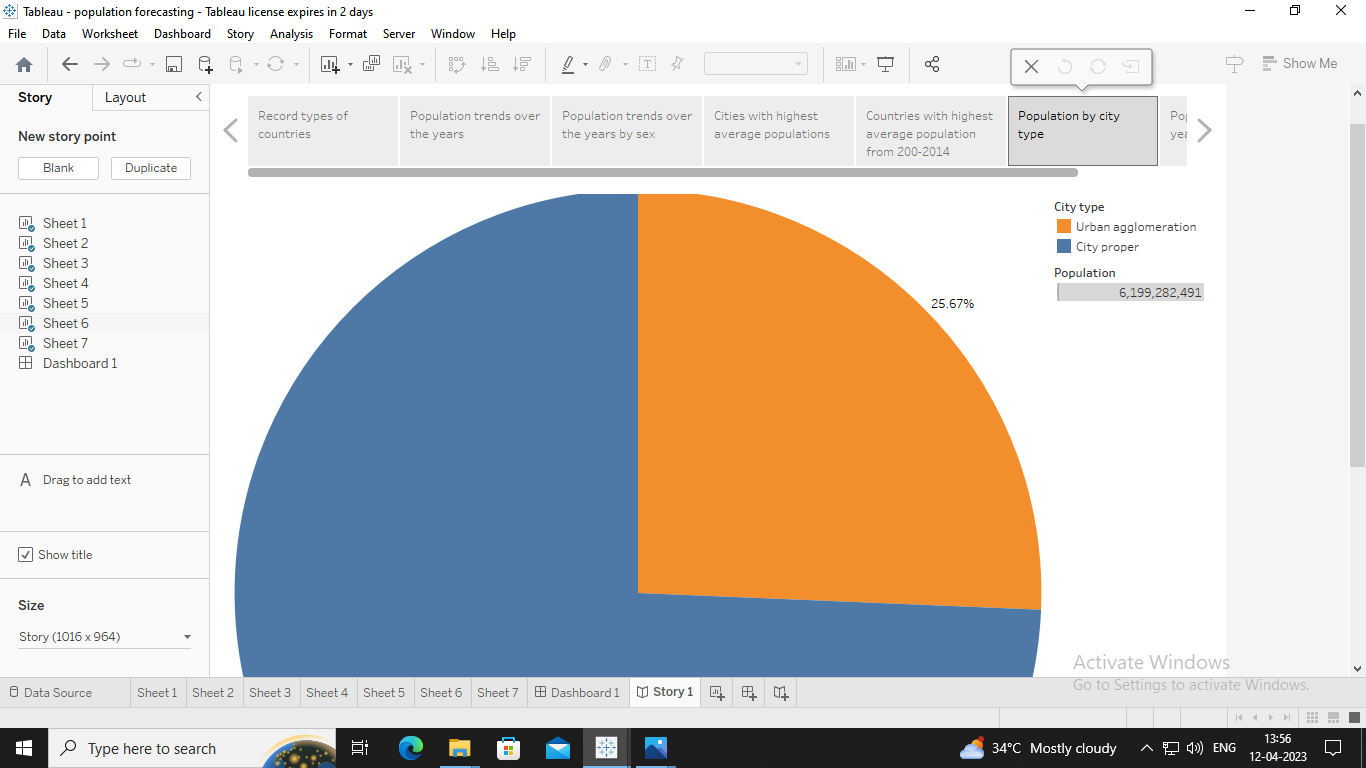 Tableau - population forecasting - Tableau license expires in 2 days
File Data Worksheet Dashboard Story Analysis Format Server Window Help
Show Me
Story Layout
New story point
Blank Duplicate
Sheet 1
Sheet 2
Sheet 3
Sheet 4
Sheet 5
Sheet 6
Sheet 7
Dashboard 1
A Drag to add text
Show title
Size
Story (1016 x 964)
Record types of
countries
Population trends over
the years
Population trends over
the years by sex
Cities with highest
average populations
Countries with highest
average population
from 200-2014
Population by city
type
City type
Urban agglomeration
City proper
Population
6,199,282,491
25.67%
Activate Windows
Go to Settings to activate Windows.
Data Source Sheet 1 Sheet 2 Sheet 3 Sheet 4 Sheet 5 Sheet 6 Sheet 7 Dashboard 1 Story 1
Type here to search
34°C Mostly cloudy
ENG
13:56
12-04-2023